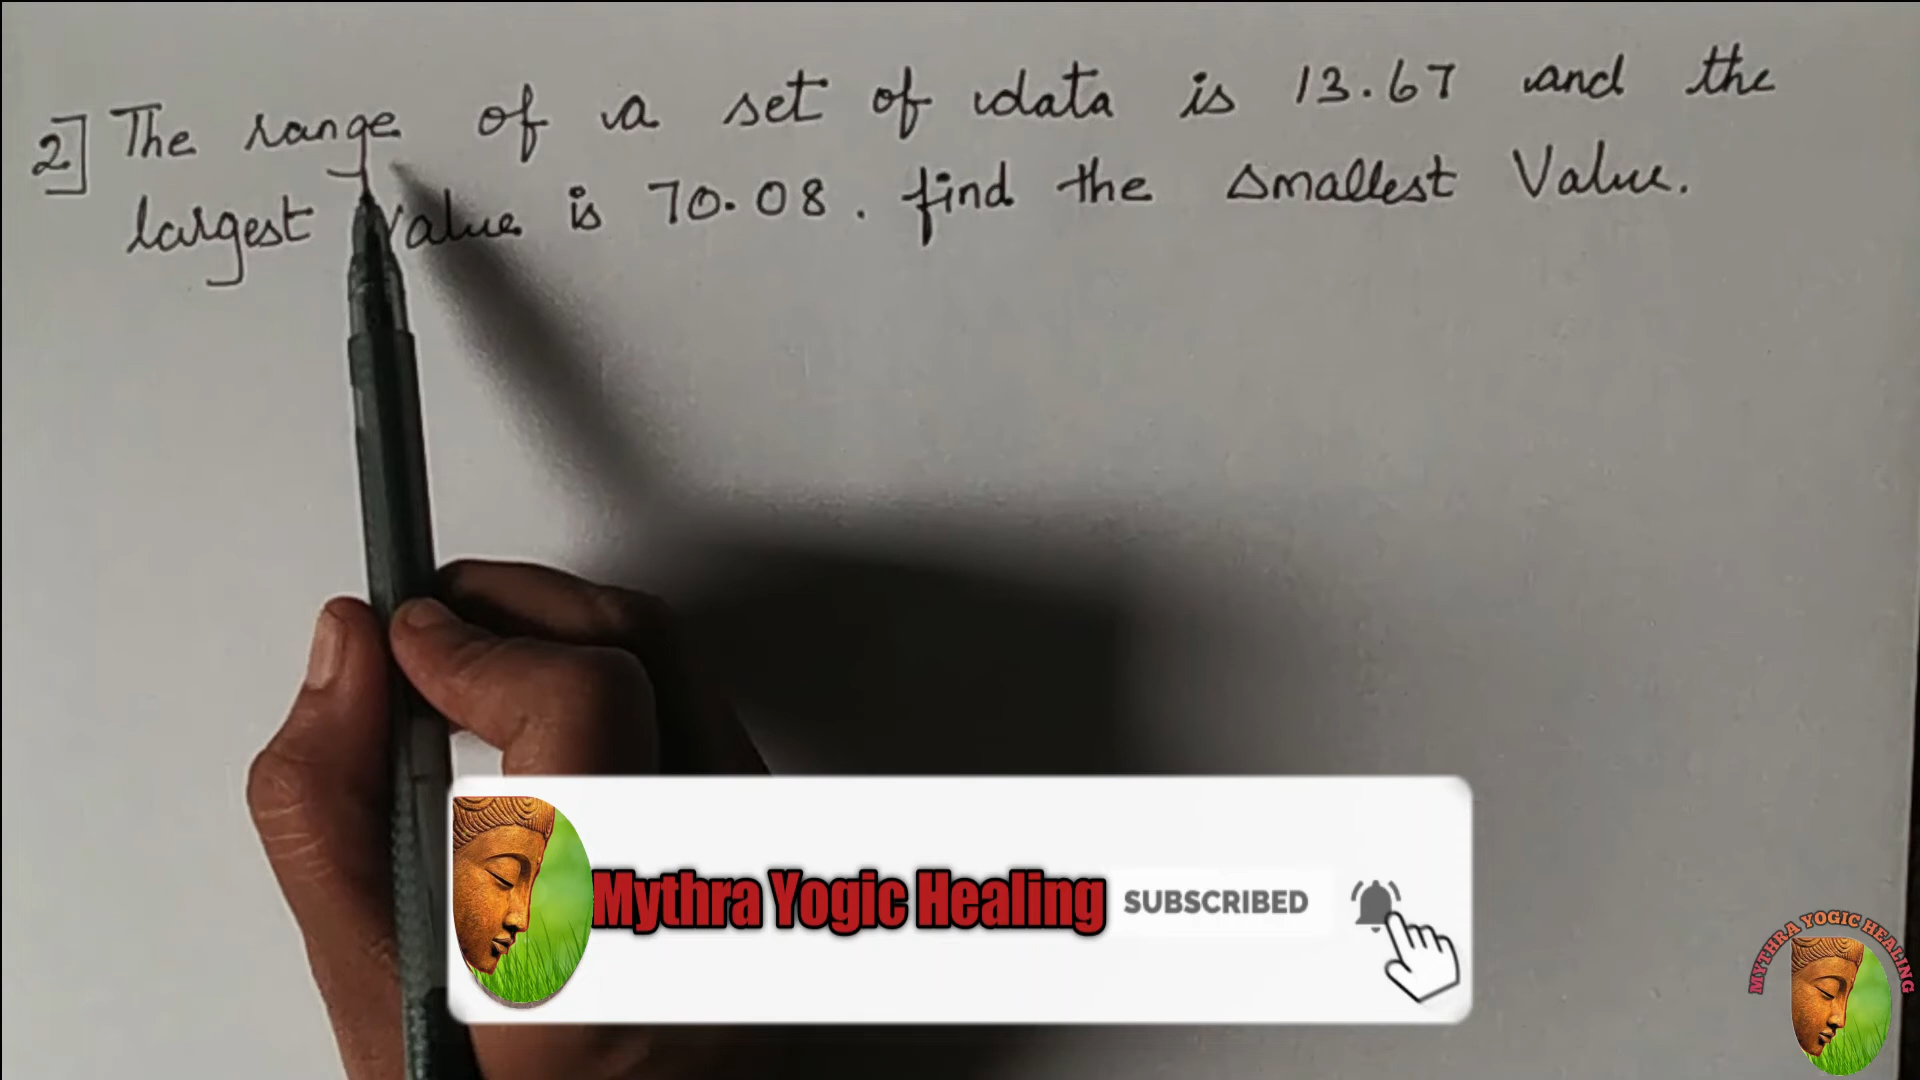 2] The range of a set of data is 13.67 and the
largest value is 70.08. find the smallest Value.
Mythra Yogic Healing SUBSCRIBED
MYTHRA YOGIC HEALING